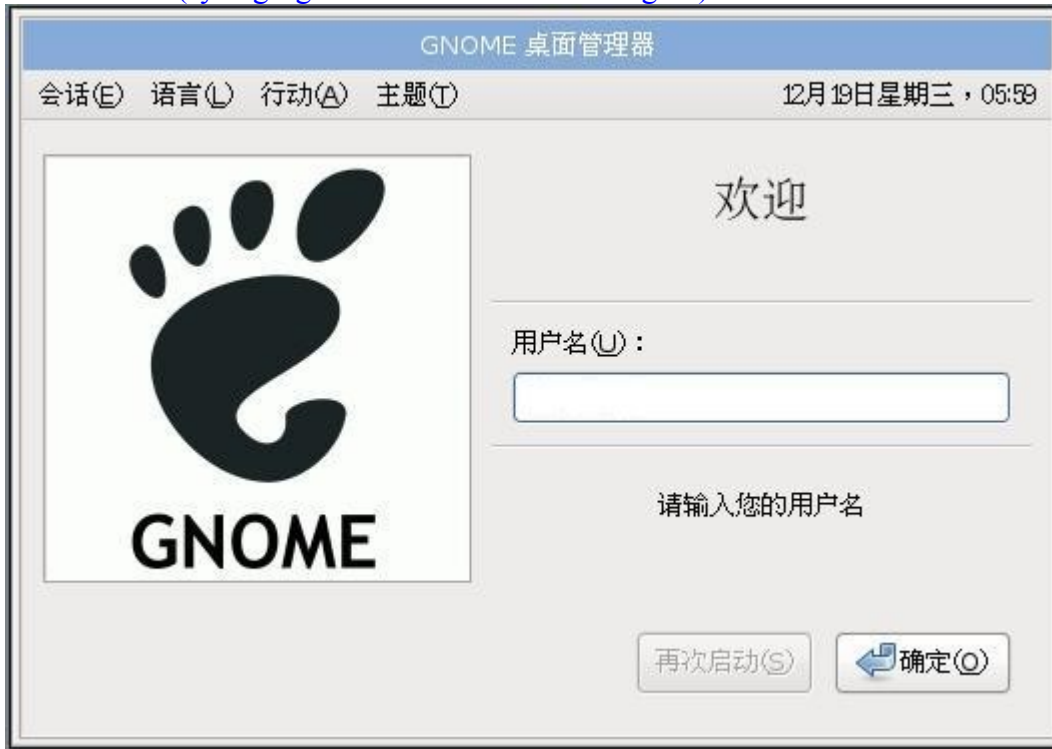 GNOME 桌面管理器
会话(E) 语言(L) 行动(A) 主题(T) 12月19日星期三，05:59
欢迎
用户名(U)：
请输入您的用户名
GNOME
再次启动(S) 确定(O)